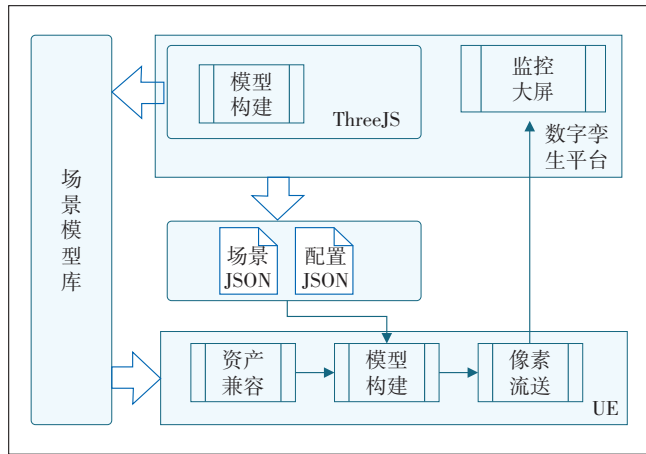 场
景
模
型
库
模型
构建
ThreeJS
监控
大屏
数字孪
生平台
场景
JSON
配置
JSON
资产
兼容
模型
构建
像素
流送
UE